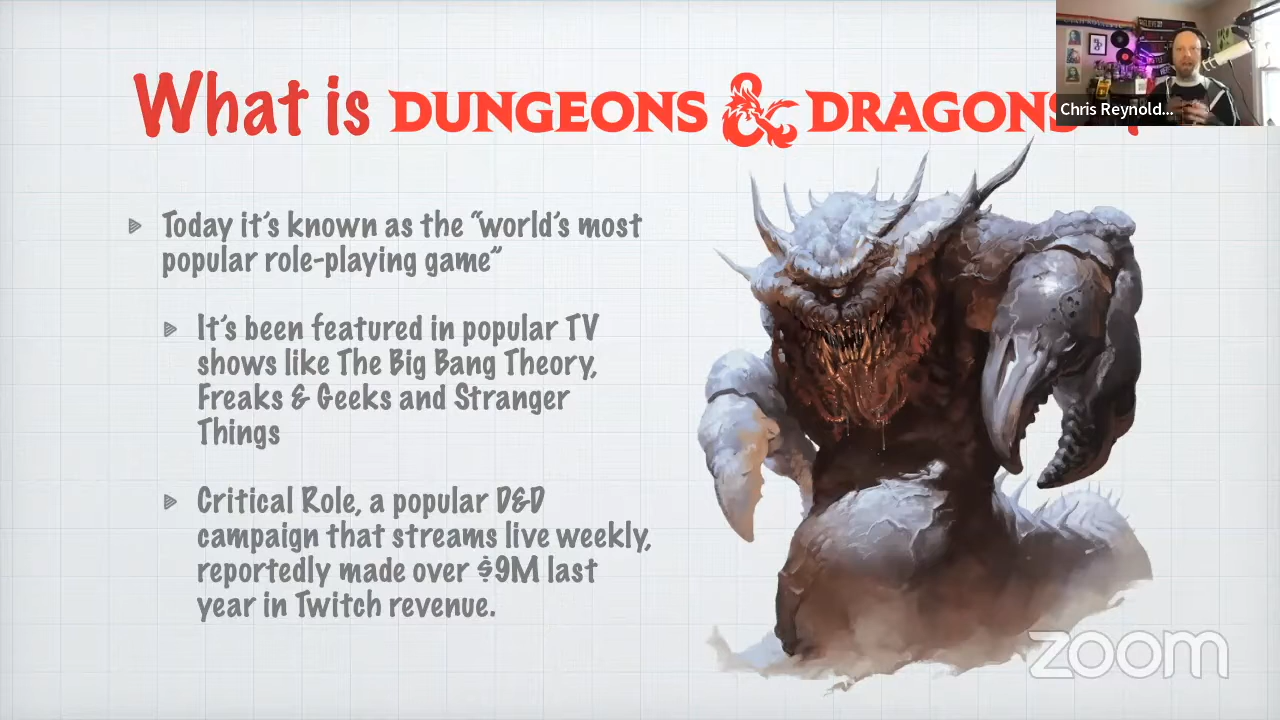 What is DUNGEONS & DRAGONS
Chris Reynold...
Today it's known as the "world's most
popular role-playing game"
It's been featured in popular TV
shows like The Big Bang Theory,
Freaks & Geeks and Stranger
Things
Critical Role, a popular D&D
campaign that streams live weekly,
reportedly made over $9M last
year in Twitch revenue.
zoom